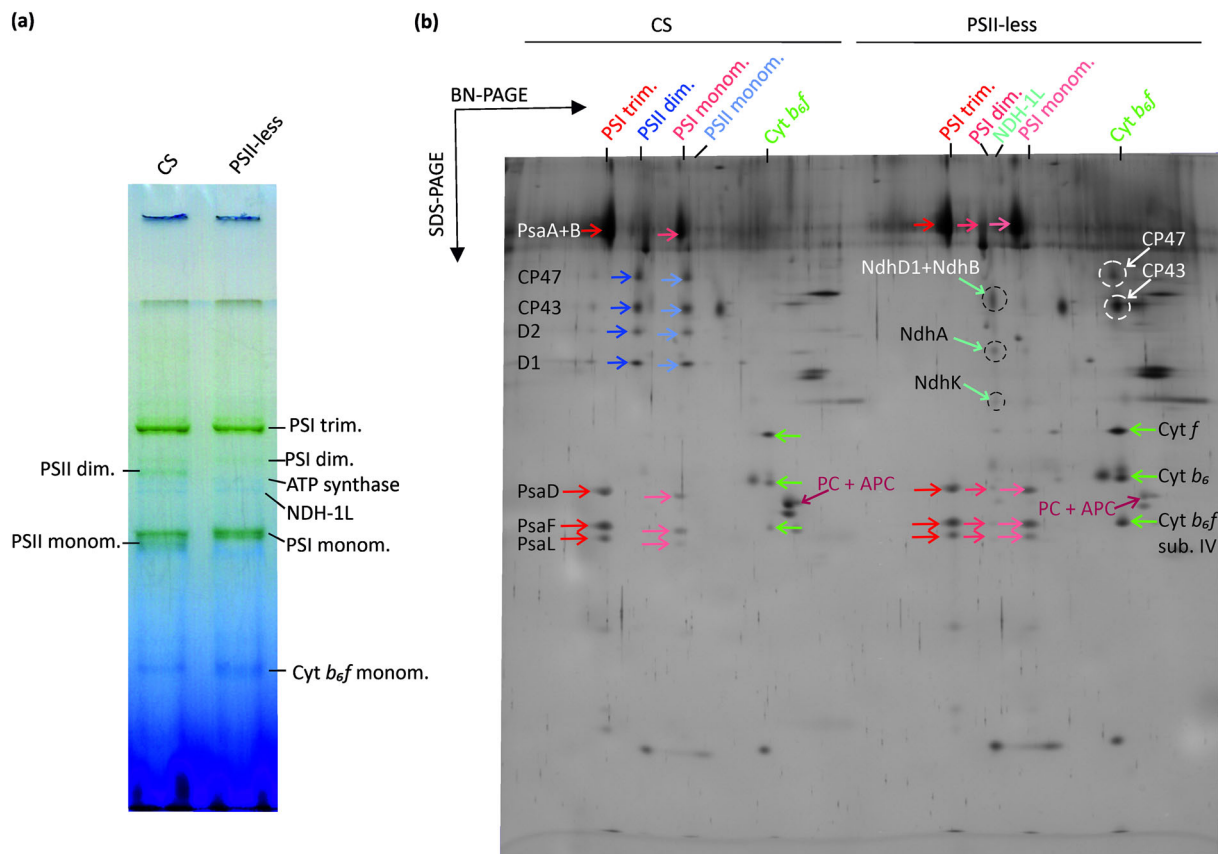 (a)
CS
PSII-less
PSI trim.
PSI dim.
PSII dim.
ATP synthase
NDH-1L
PSII monom.
PSI monom.
Cyt b₆f monom.
(b)
CS
PSII-less
BN-PAGE
SDS-PAGE
PSI trim.
PSII dim.
PSI monom.
PSII monom.
Cyt b₆f
PSI trim.
PSI dim.
NDH-1L
PSI monom.
Cyt b₆f
PsaA+B
CP47
CP43
D2
D1
PsaD
PsaF
PsaL
PC + APC
NdhD1+NdhB
NdhA
NdhK
CP47
CP43
Cyt f
Cyt b₆
PC + APC
Cyt b₆f
sub. IV